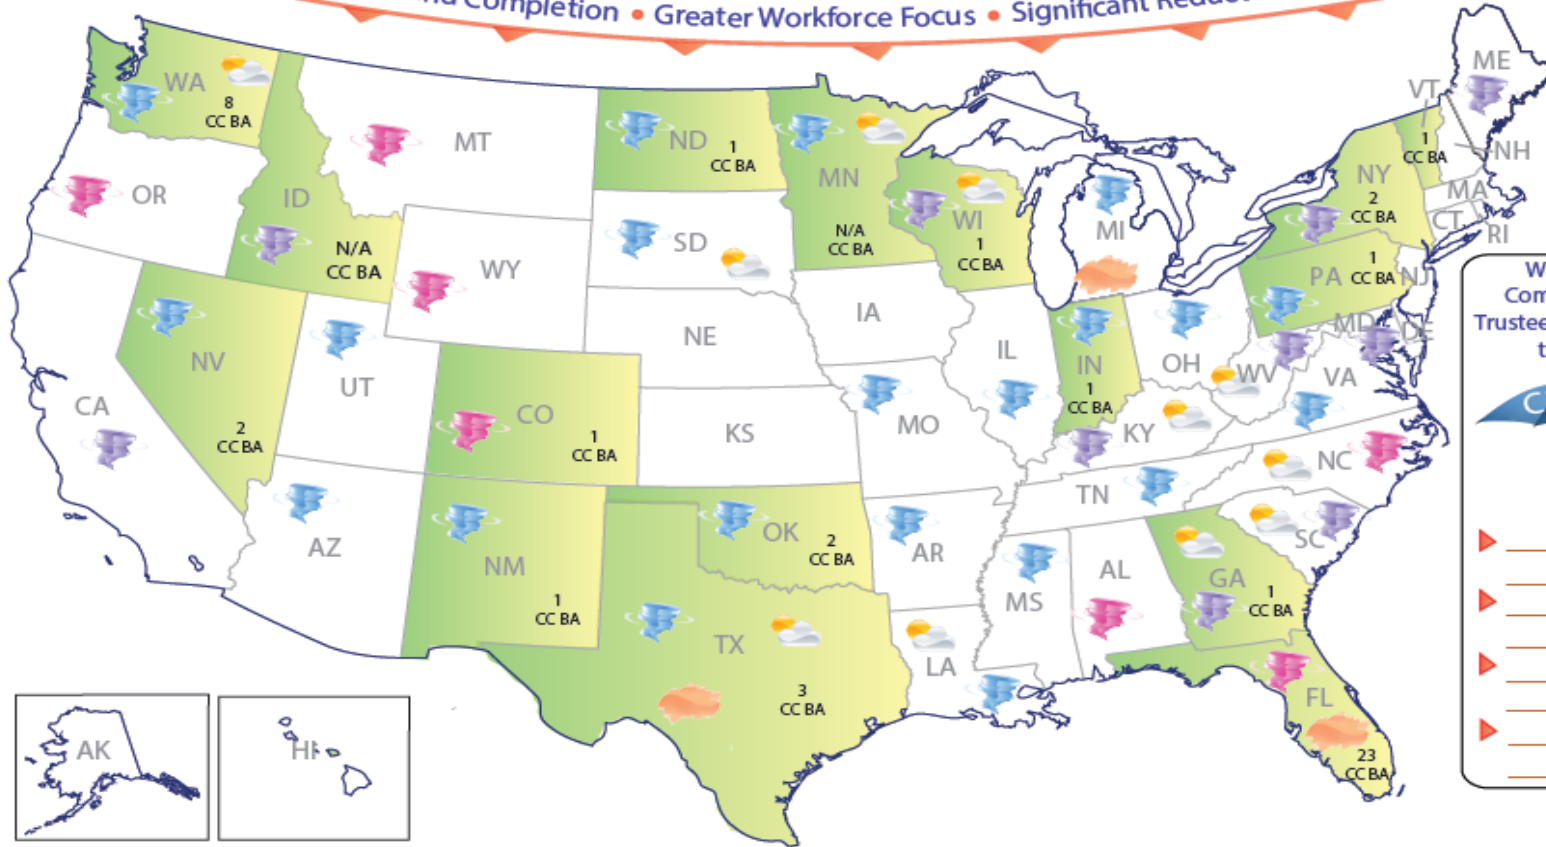 and Completion • Greater Workforce Focus • Significant
WA
8
CC BA
OR
ID
N/A
CC BA
MT
WY
ND
1
CC BA
SD
NE
KS
MN
N/A
CC BA
IA
WI
1
CC BA
MI
IL
IN
1
CC BA
OH
MO
KY
WV
VA
MD
DE
PA
1
CC BA
NJ
NY
2
CC BA
VT
1
CC BA
ME
NH
MA
CT
RI
NV
2
CC BA
UT
CA
CO
1
CC BA
AZ
NM
1
CC BA
OK
2
CC BA
TX
3
CC BA
AR
LA
MS
AL
TN
NC
SC
GA
1
CC BA
FL
23
CC BA
AK
HI
Trustee
C